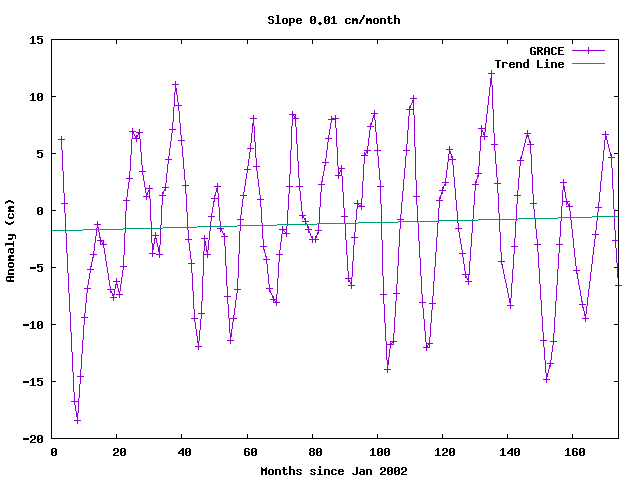 Slope 0.01 cm/month
15
10
5
0
-5
-10
-15
-20
Anomaly (cm)
GRACE
Trend Line
0 20 40 60 80 100 120 140 160
Months since Jan 2002